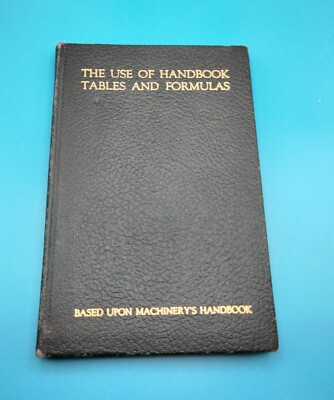 THE USE OF HANDBOOK
TABLES AND FORMULAS
BASED UPON MACHINERY'S HANDBOOK